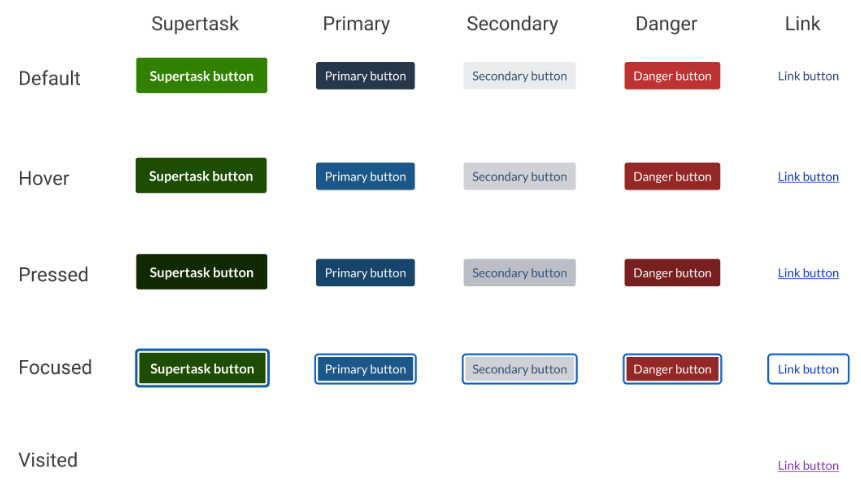 Supertask Primary Secondary Danger Link
Default Supertask button Primary button Secondary button Danger button Link button
Hover Supertask button Primary button Secondary button Danger button Link button
Pressed Supertask button Primary button Secondary button Danger button Link button
Focused Supertask button Primary button Secondary button Danger button Link button
Visited Link button